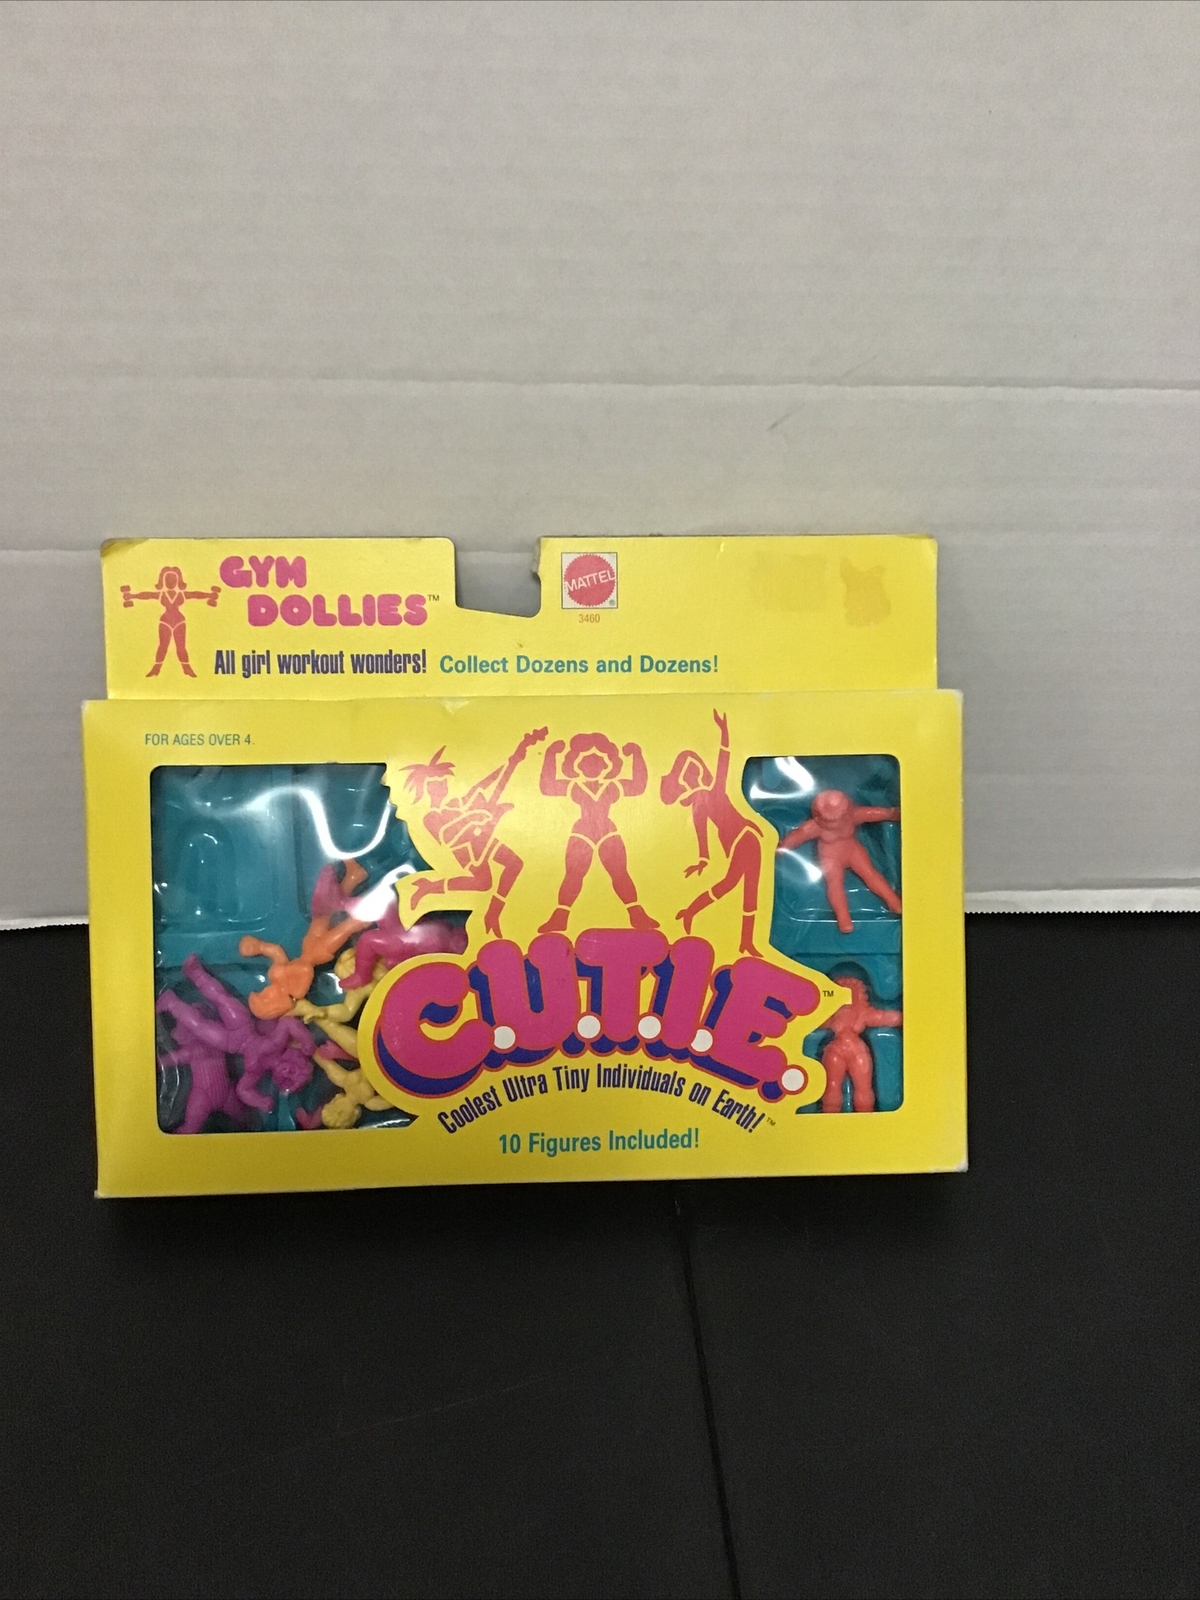 GYM
DOLLIES™
All girl workout wonders! Collect Dozens and Dozens!
MATTEL®
3460
FOR AGES OVER 4.
C.U.T.I.E.™
Coolest Ultra Tiny Individuals on Earth!™
10 Figures Included!